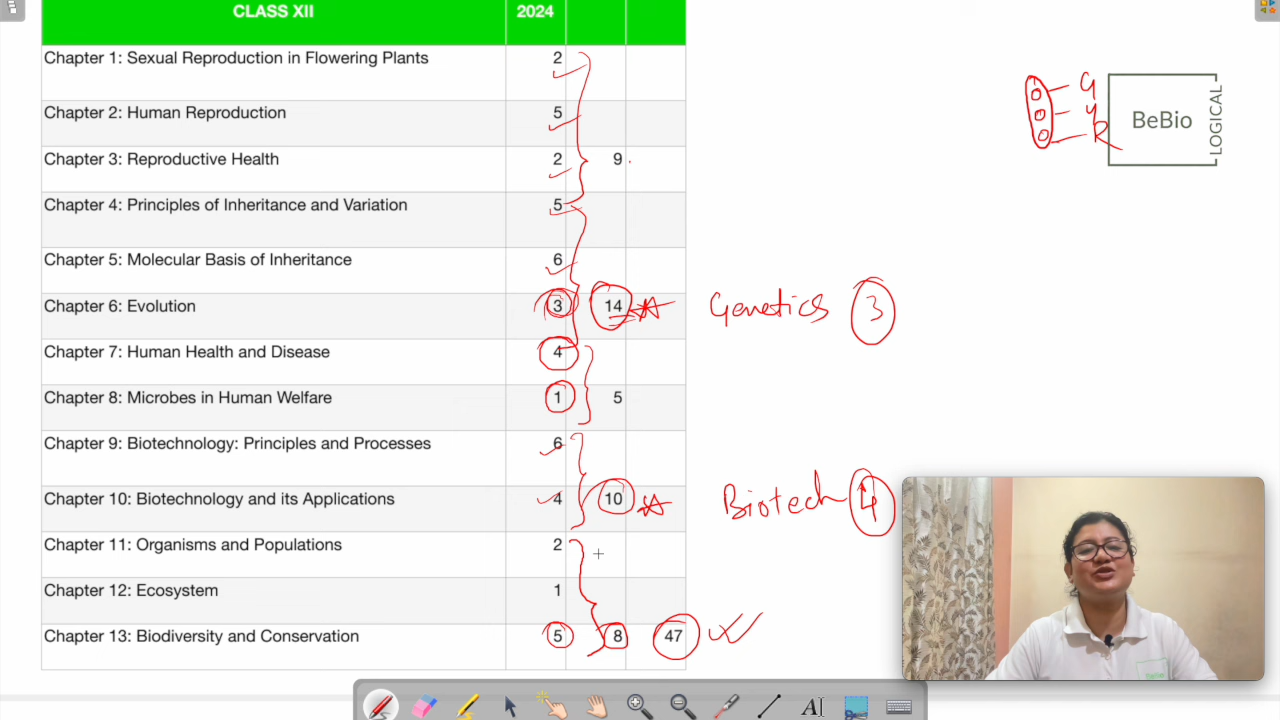 CLASS XII 2024
Chapter 1: Sexual Reproduction in Flowering Plants 2
Chapter 2: Human Reproduction 5
Chapter 3: Reproductive Health 2 9
Chapter 4: Principles of Inheritance and Variation 5
Chapter 5: Molecular Basis of Inheritance 6
Chapter 6: Evolution 3 14 Genetics 3
Chapter 7: Human Health and Disease 4
Chapter 8: Microbes in Human Welfare 1 5
Chapter 9: Biotechnology: Principles and Processes 6
Chapter 10: Biotechnology and its Applications 4 10 Biotech 4
Chapter 11: Organisms and Populations 2
Chapter 12: Ecosystem 1
Chapter 13: Biodiversity and Conservation 5 8 47
G
y
R
BeBio
LOGICAL
AI